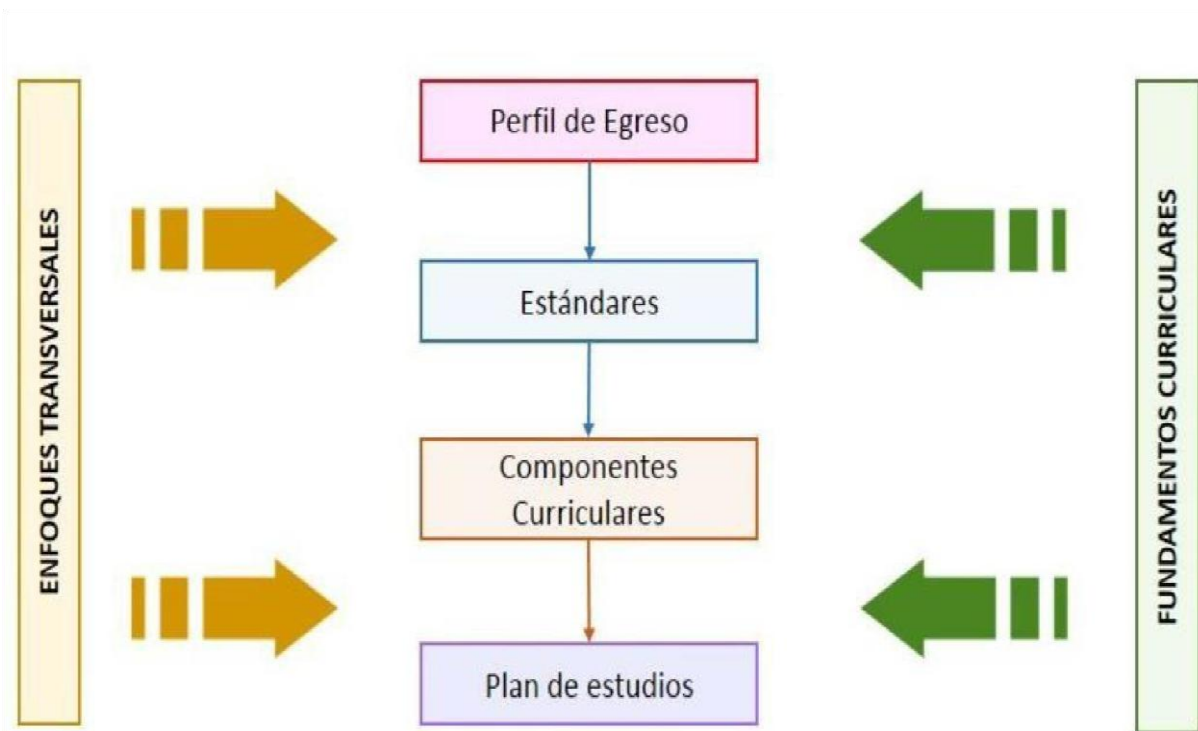 ENFOQUES TRANSVERSALES
Perfil de Egreso
Estándares
Componentes
Curriculares
Plan de estudios
FUNDAMENTOS CURRICULARES